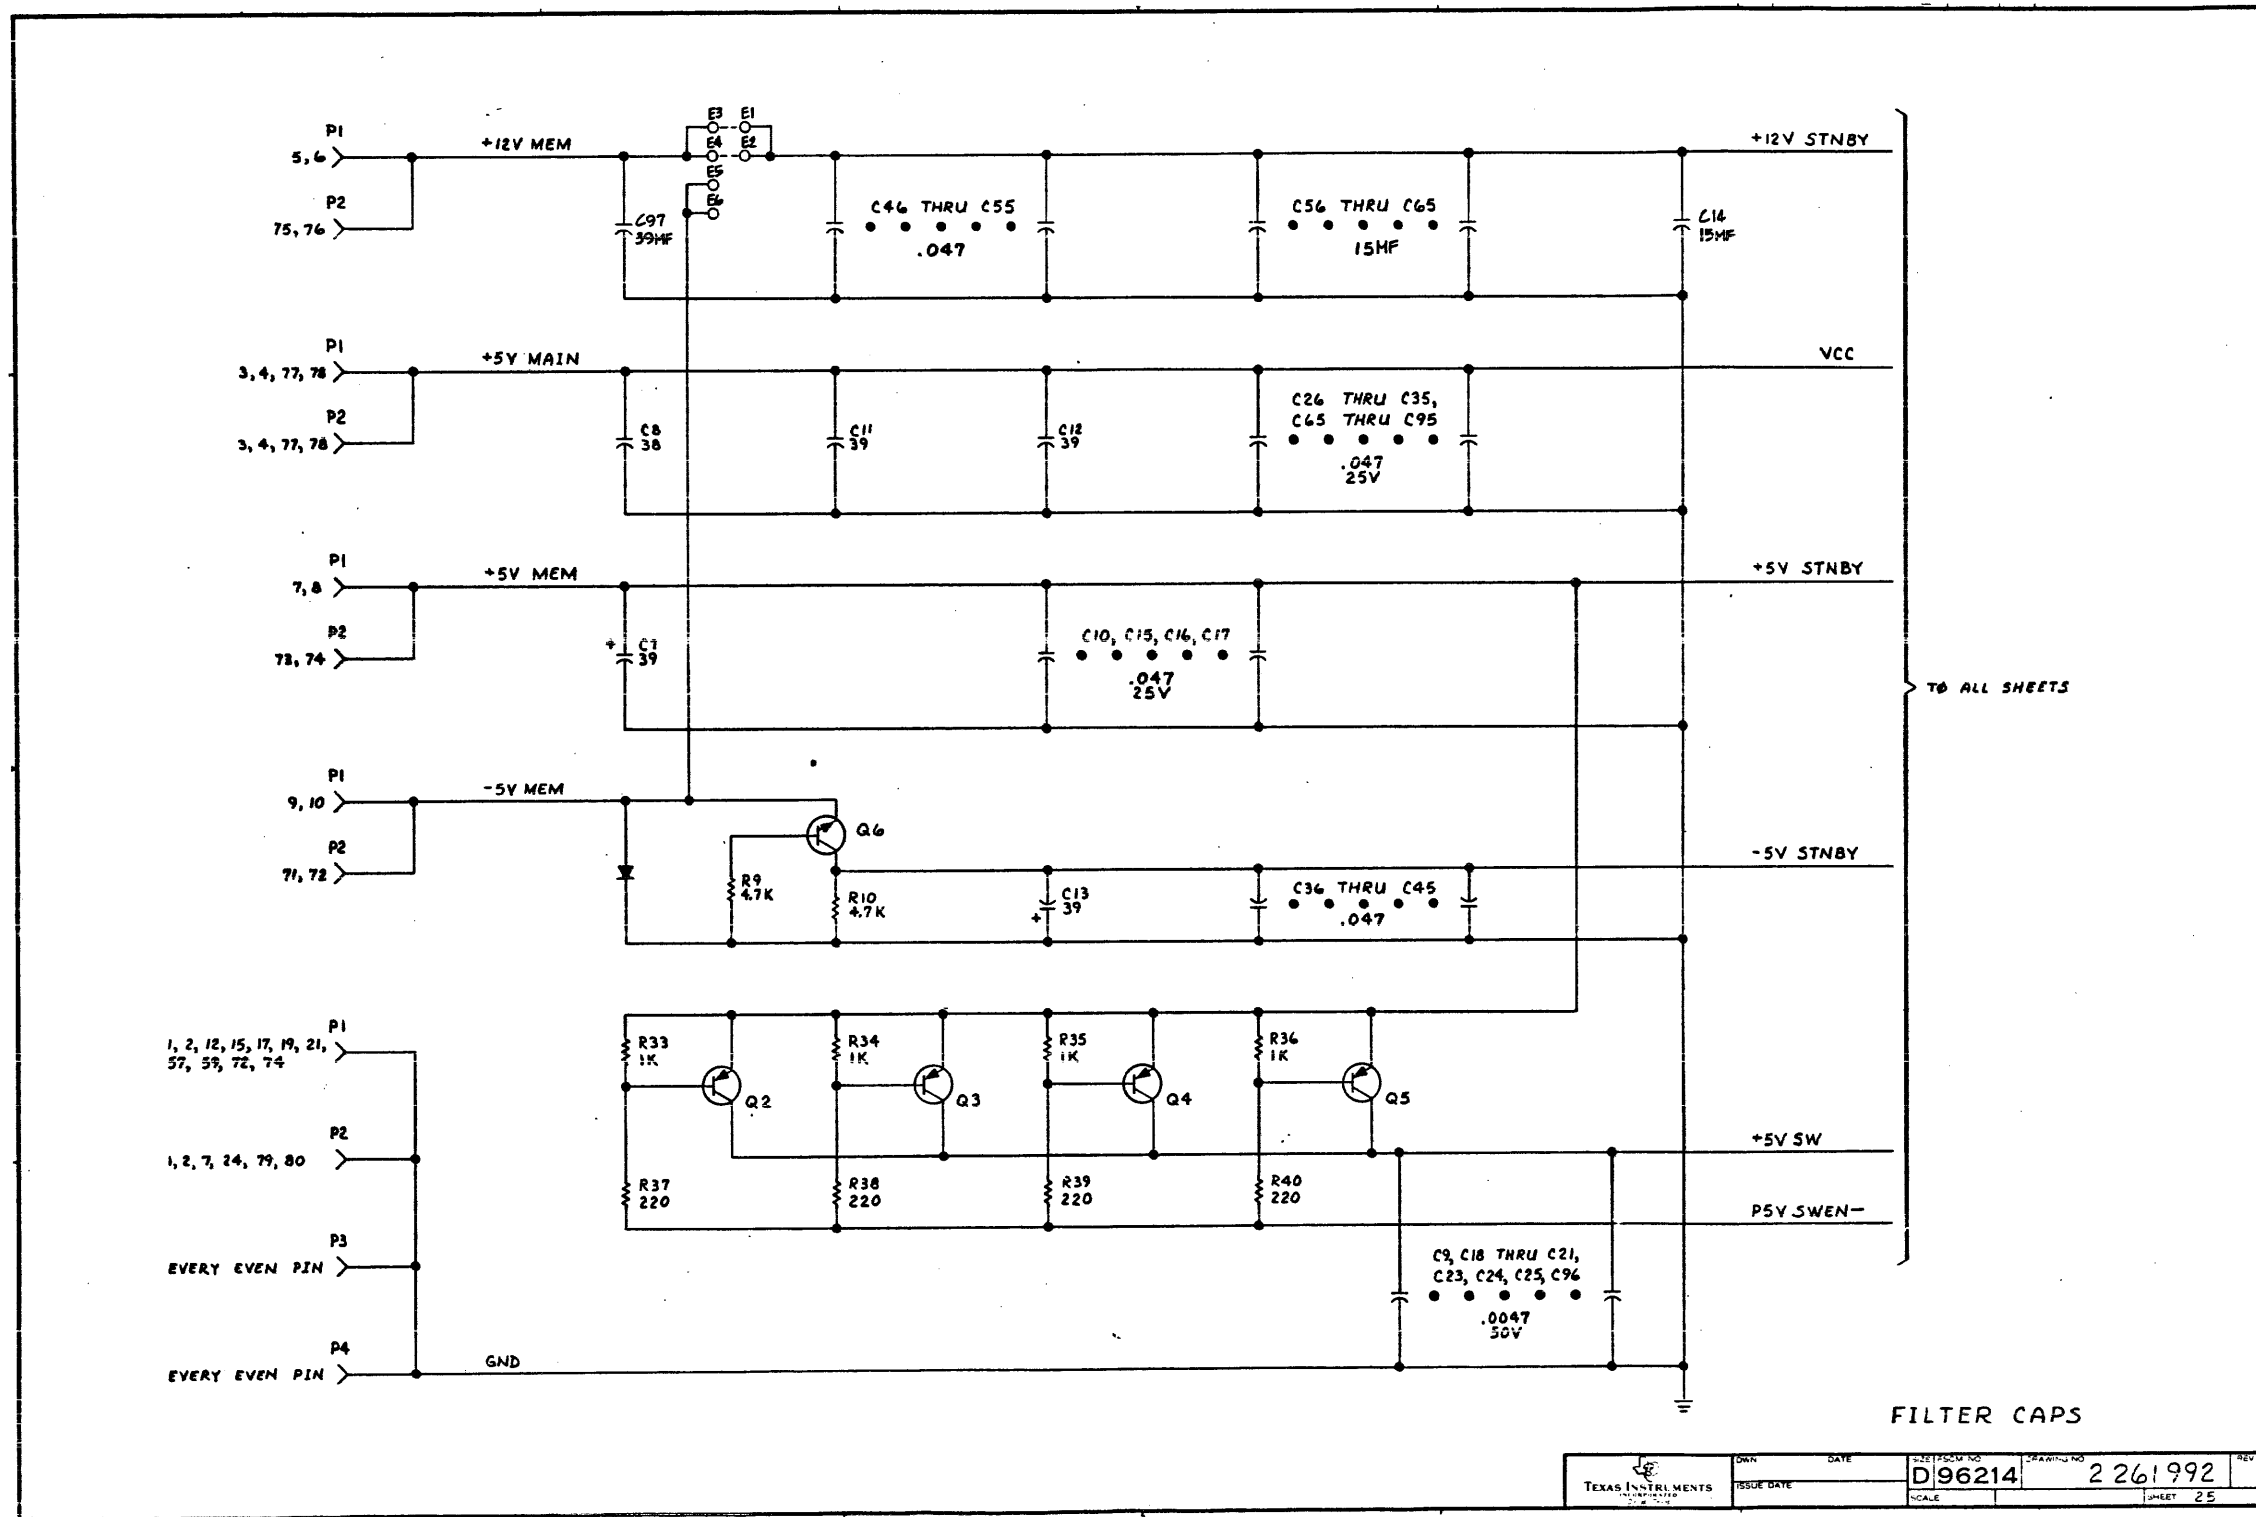 P1
5, 6
P2
75, 76
+12V MEM
E3 E1
E4 E2
E5
E6
C97
39MF
C46 THRU C55
.047
C56 THRU C65
15MF
C14
15MF
+12V STNBY
P1
3, 4, 77, 78
P2
3, 4, 77, 78
+5V MAIN
C8
38
C11
39
C12
39
C26 THRU C35,
C65 THRU C95
.047
25V
VCC
P1
7, 8
P2
73, 74
+5V MEM
+
C7
39
C10, C15, C16, C17
.047
25V
+5V STNBY
TO ALL SHEETS
P1
9, 10
P2
71, 72
-5V MEM
Q6
R9
4.7K
R10
4.7K
+
C13
39
C36 THRU C45
.047
-5V STNBY
P1
1, 2, 12, 15, 17, 19, 21,
57, 59, 72, 74
P2
1, 2, 7, 24, 79, 80
P3
EVERY EVEN PIN
P4
EVERY EVEN PIN
GND
R33
1K
Q2
R34
1K
Q3
R35
1K
Q4
R36
1K
Q5
R37
220
R38
220
R39
220
R40
220
+5V SW
P5V SWEN-
C9, C18 THRU C21,
C23, C24, C25, C96
.0047
50V
FILTER CAPS
TEXAS INSTRUMENTS
INCORPORATED
DWN DATE
ISSUE DATE
SIZE FSCM NO DRAWING NO REV
D 96214 2261992
SCALE SHEET 25